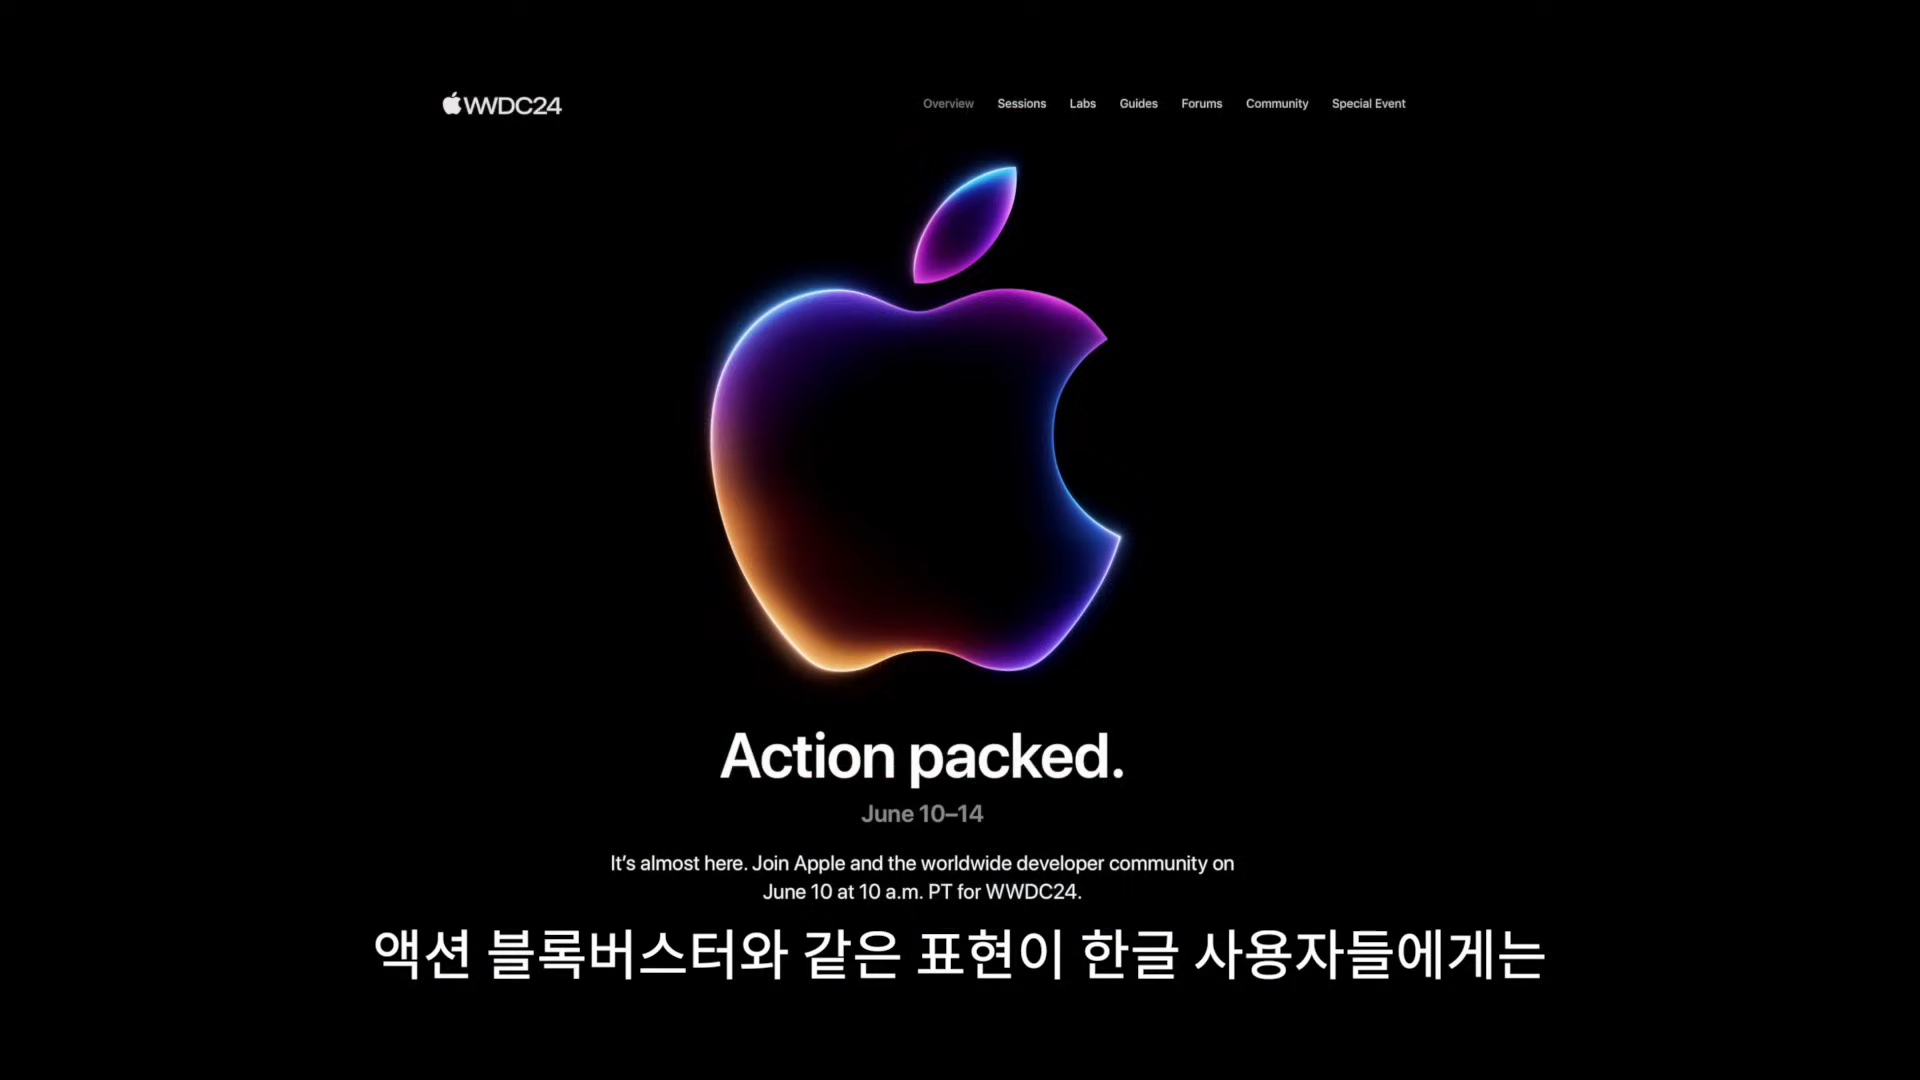 WWDC24
Overview Sessions Labs Guides Forums Community Special Event
Action packed.
June 10–14
It’s almost here. Join Apple and the worldwide developer community on
June 10 at 10 a.m. PT for WWDC24.
액션 블록버스터와 같은 표현이 한글 사용자들에게는